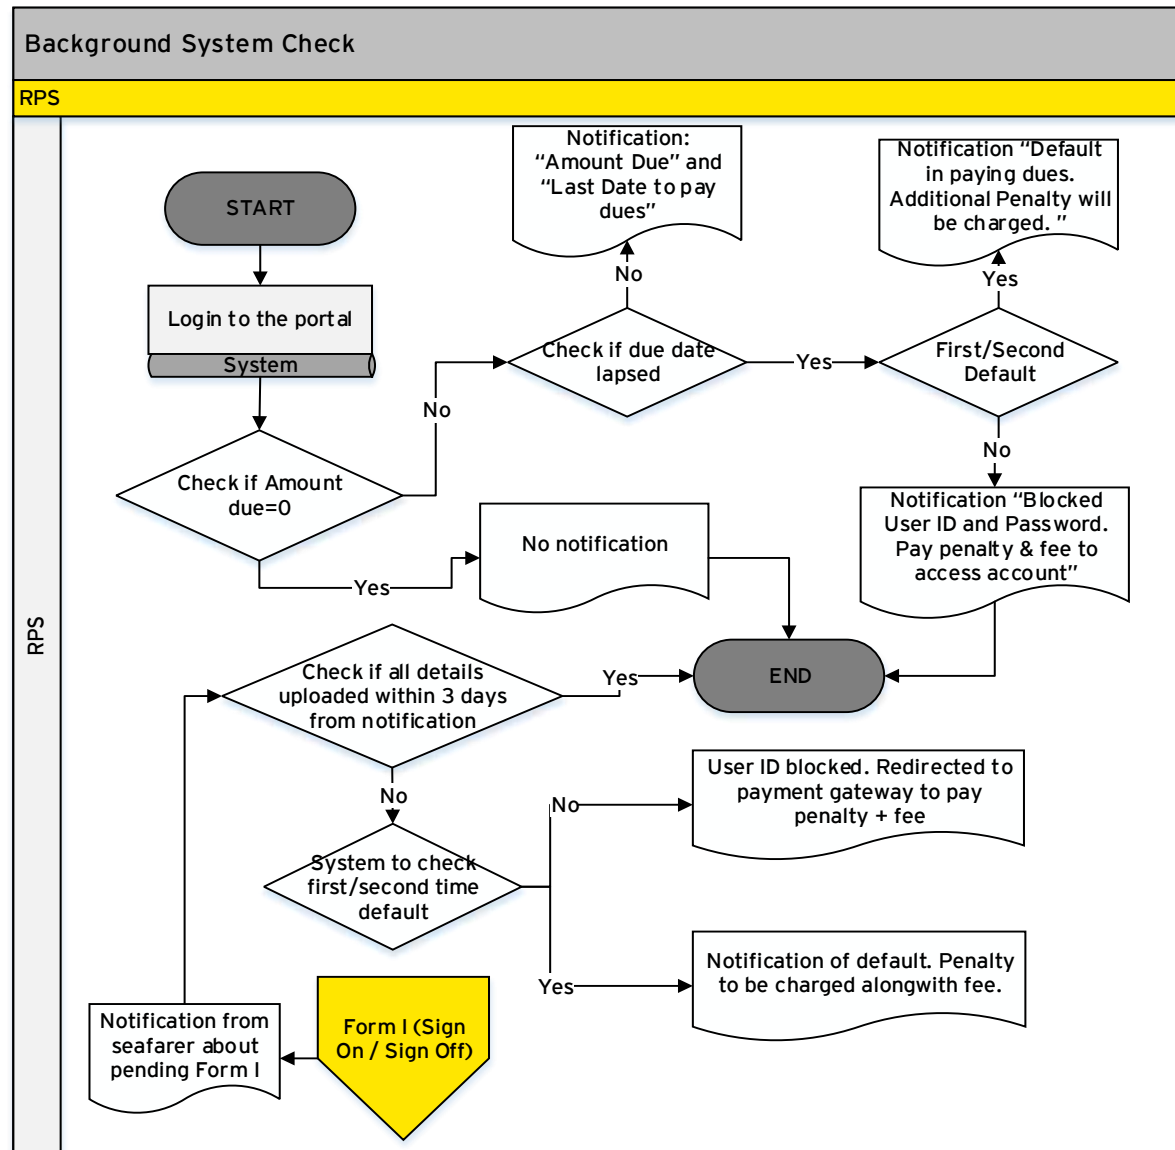 Background System Check
RPS
RPS
START
Login to the portal
System
Check if Amount
due=0
No
Yes
Check if due date
lapsed
No
Notification:
“Amount Due” and
“Last Date to pay
dues”
Yes
First/Second
Default
Yes
Notification “Default
in paying dues.
Additional Penalty will
be charged. ”
No
Notification “Blocked
User ID and Password.
Pay penalty & fee to
access account”
No notification
END
Check if all details
uploaded within 3 days
from notification
Yes
No
System to check
first/second time
default
No
User ID blocked. Redirected to
payment gateway to pay
penalty + fee
Yes
Notification of default. Penalty
to be charged alongwith fee.
Form I (Sign
On / Sign Off)
Notification from
seafarer about
pending Form I